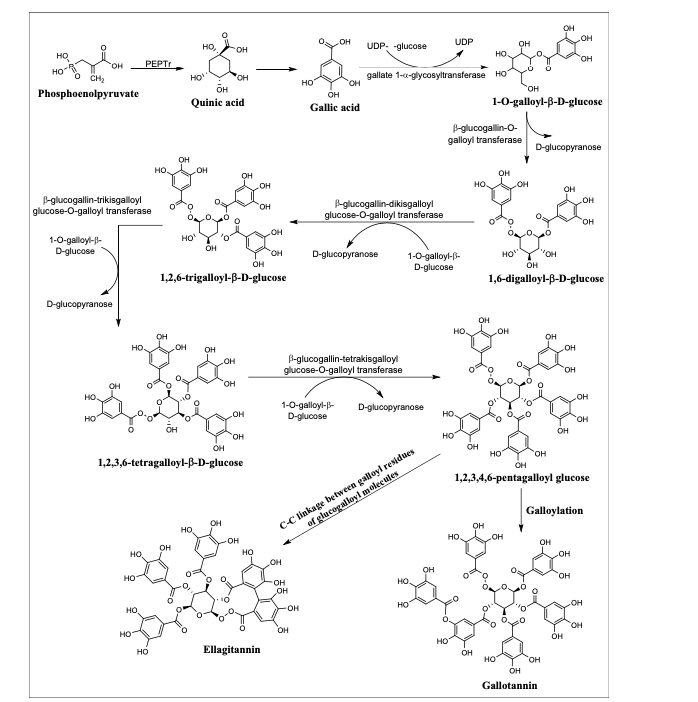 Phosphoenolpyruvate
PEPTr
Quinic acid
Gallic acid
UDP- -glucose
UDP
gallate 1-α-glycosyltransferase
1-O-galloyl-β-D-glucose
β-glucogallin-O-
galloyl transferase
D-glucopyranose
1,6-digalloyl-β-D-glucose
β-glucogallin-dikisgalloyl
glucose-O-galloyl transferase
D-glucopyranose
1-O-galloyl-β-
D-glucose
1,2,6-trigalloyl-β-D-glucose
β-glucogallin-trikisgalloyl
glucose-O-galloyl transferase
1-O-galloyl-β-
D-glucose
D-glucopyranose
1,2,3,6-tetragalloyl-β-D-glucose
β-glucogallin-tetrakisgalloyl
glucose-O-galloyl transferase
1-O-galloyl-β-
D-glucose
D-glucopyranose
1,2,3,4,6-pentagalloyl glucose
C-C linkage between galloyl residues
of glucogalloyl molecules
Galloylation
Ellagitannin
Gallotannin